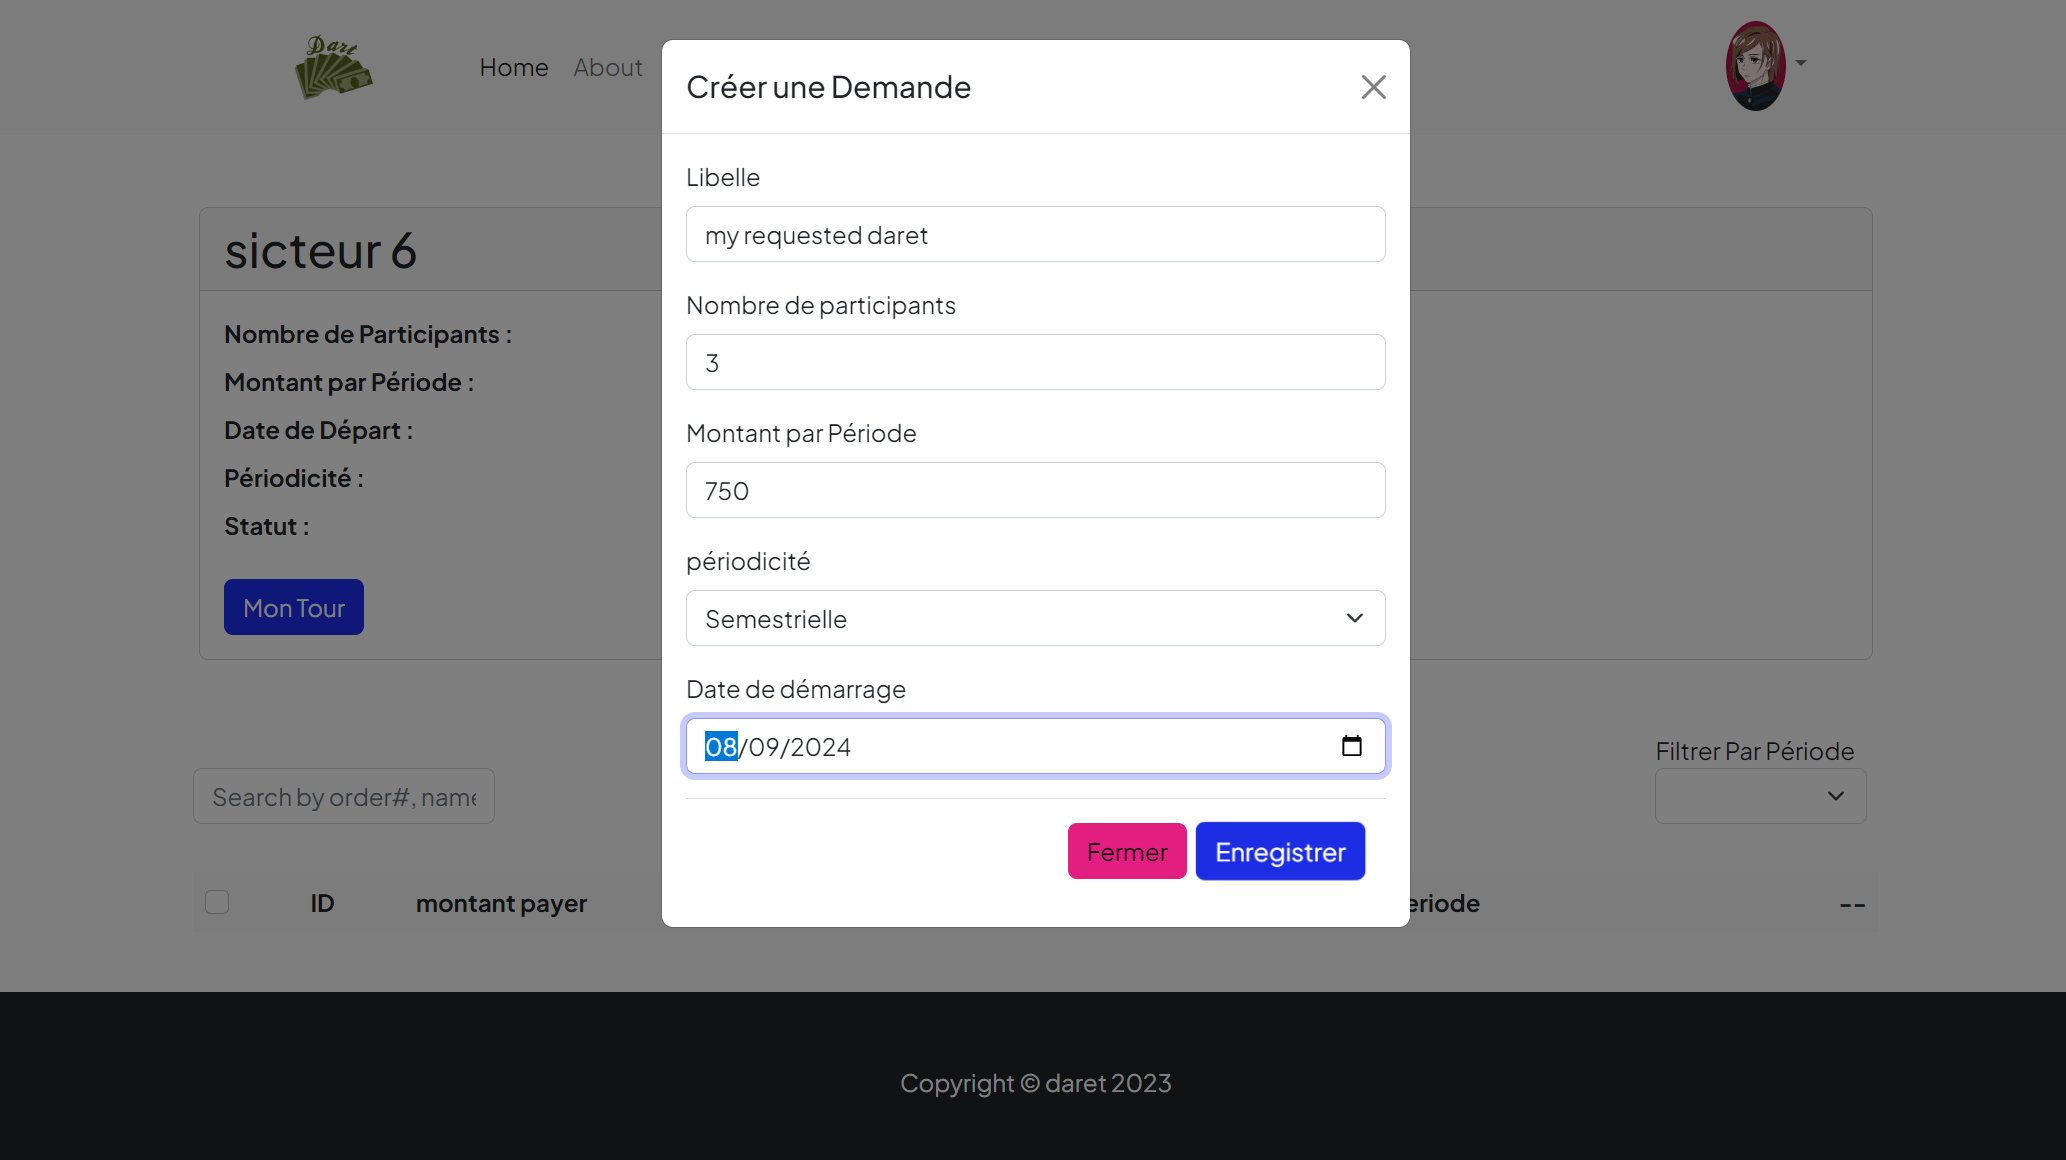 Dart
Home
About
Créer une Demande
Libelle
my requested daret
Nombre de participants
3
Montant par Période
750
périodicité
Semestrielle
Date de démarrage
08/09/2024
Fermer
Enregistrer
sicteur 6
Nombre de Participants :
Montant par Période :
Date de Départ :
Périodicité :
Statut :
Mon Tour
Filtrer Par Période
Search by order#, name
ID
montant payer
eriode
--
Copyright © daret 2023